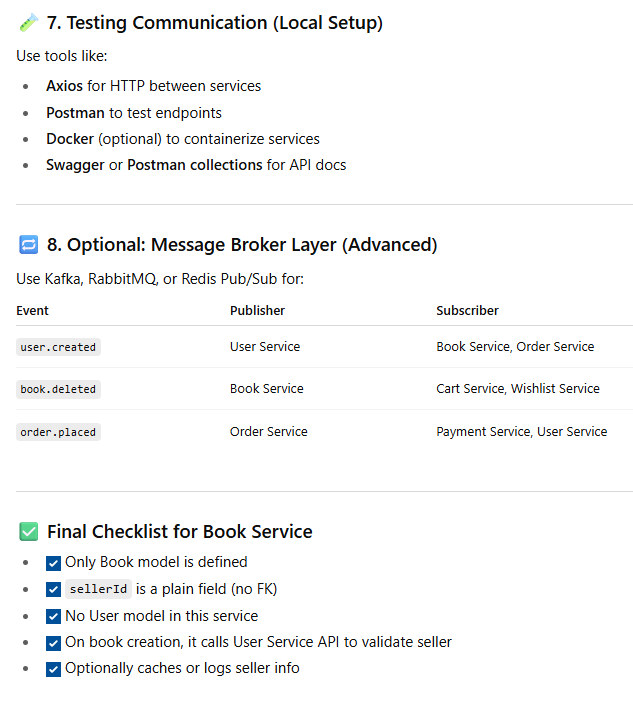 7. Testing Communication (Local Setup)
Use tools like:
Axios for HTTP between services
Postman to test endpoints
Docker (optional) to containerize services
Swagger or Postman collections for API docs
8. Optional: Message Broker Layer (Advanced)
Use Kafka, RabbitMQ, or Redis Pub/Sub for:
Event Publisher Subscriber
user.created User Service Book Service, Order Service
book.deleted Book Service Cart Service, Wishlist Service
order.placed Order Service Payment Service, User Service
Final Checklist for Book Service
Only Book model is defined
sellerId is a plain field (no FK)
No User model in this service
On book creation, it calls User Service API to validate seller
Optionally caches or logs seller info